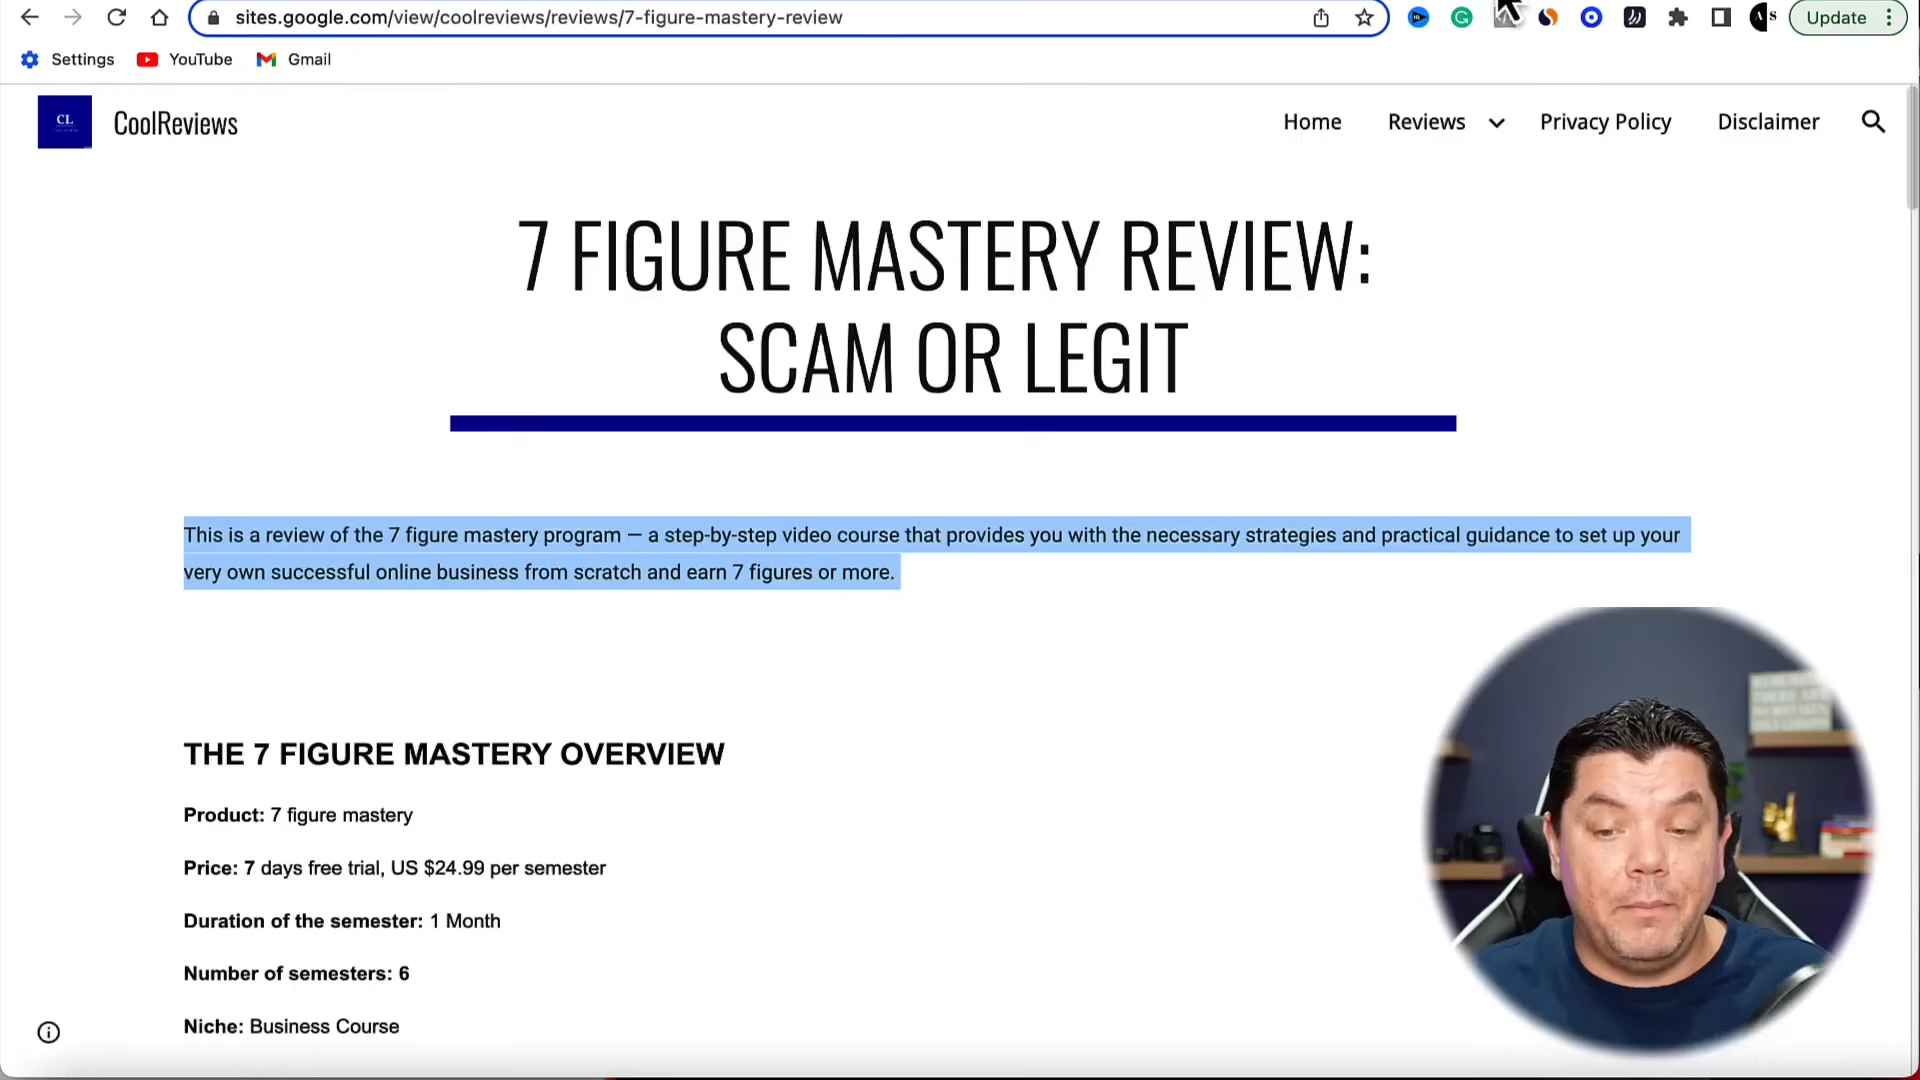 sites.google.com/view/coolreviews/reviews/7-figure-mastery-review
Update
Settings
YouTube
Gmail
CL
CoolReviews
Home
Reviews
Privacy Policy
Disclaimer
7 FIGURE MASTERY REVIEW:
SCAM OR LEGIT
This is a review of the 7 figure mastery program — a step-by-step video course that provides you with the necessary strategies and practical guidance to set up your
very own successful online business from scratch and earn 7 figures or more.
THE 7 FIGURE MASTERY OVERVIEW
Product: 7 figure mastery
Price: 7 days free trial, US $24.99 per semester
Duration of the semester: 1 Month
Number of semesters: 6
Niche: Business Course